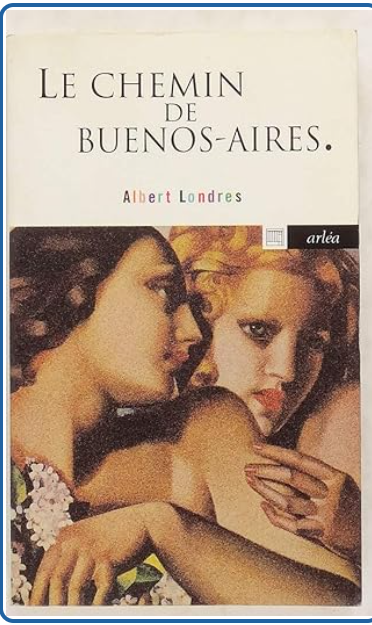 LE CHEMIN
DE
BUENOS-AIRES.
Albert Londres
arléa